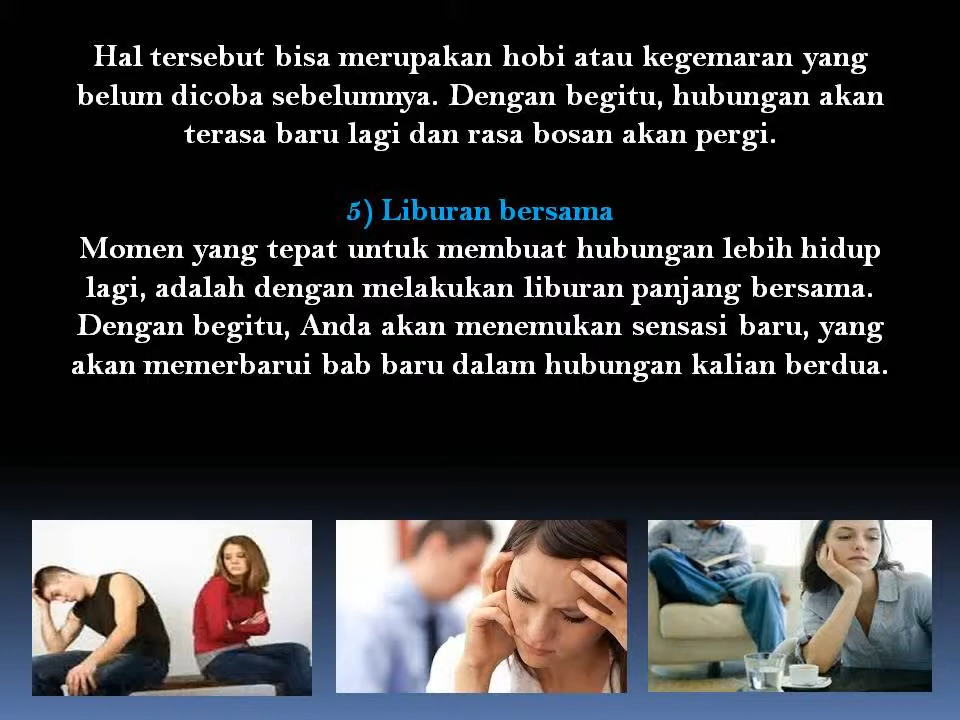 Hal tersebut bisa merupakan hobi atau kegemaran yang
belum dicoba sebelumnya. Dengan begitu, hubungan akan
terasa baru lagi dan rasa bosan akan pergi.
5) Liburan bersama
Momen yang tepat untuk membuat hubungan lebih hidup
lagi, adalah dengan melakukan liburan panjang bersama.
Dengan begitu, Anda akan menemukan sensasi baru, yang
akan memerbarui bab baru dalam hubungan kalian berdua.